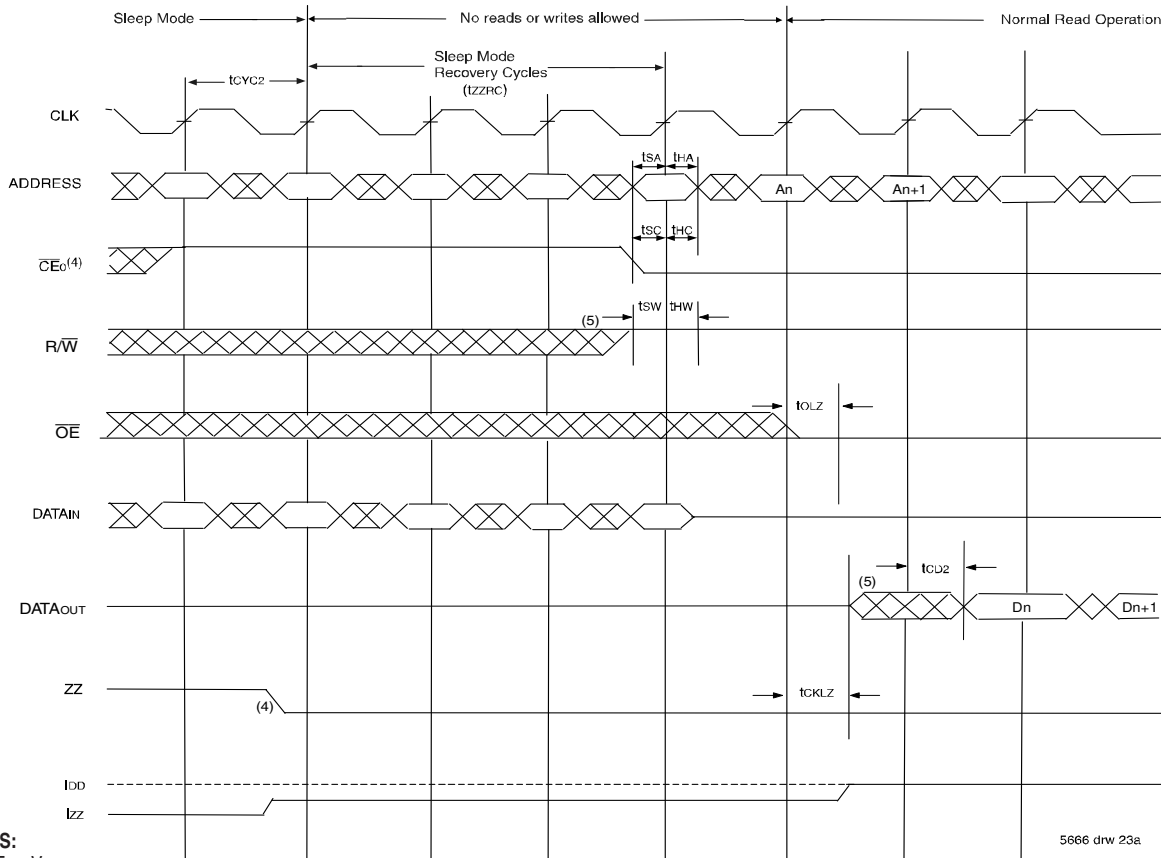 Sleep Mode
No reads or writes allowed
Normal Read Operation
Sleep Mode
Recovery Cycles
(tZZRC)
tCYC2
CLK
tSA tHA
ADDRESS
An
An+1
tSC tHC
CE0(4)
tSW tHW
(5)
R/W
tOLZ
OE
DATAIN
tCD2
(5)
DATAOUT
Dn
Dn+1
ZZ
(4)
tCKLZ
IDD
IZZ
S:
5666 drw 23a